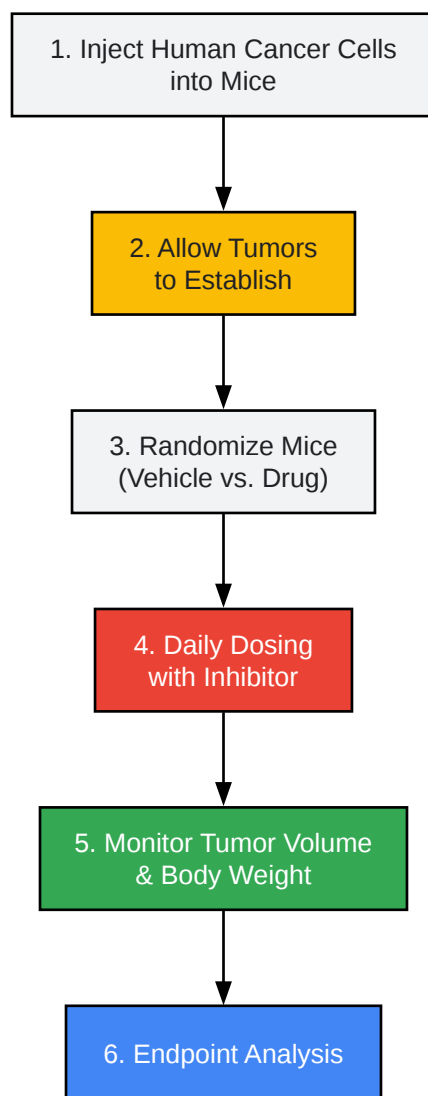 1. Inject Human Cancer Cells
into Mice
2. Allow Tumors
to Establish
3. Randomize Mice
(Vehicle vs. Drug)
4. Daily Dosing
with Inhibitor
5. Monitor Tumor Volume
& Body Weight
6. Endpoint Analysis